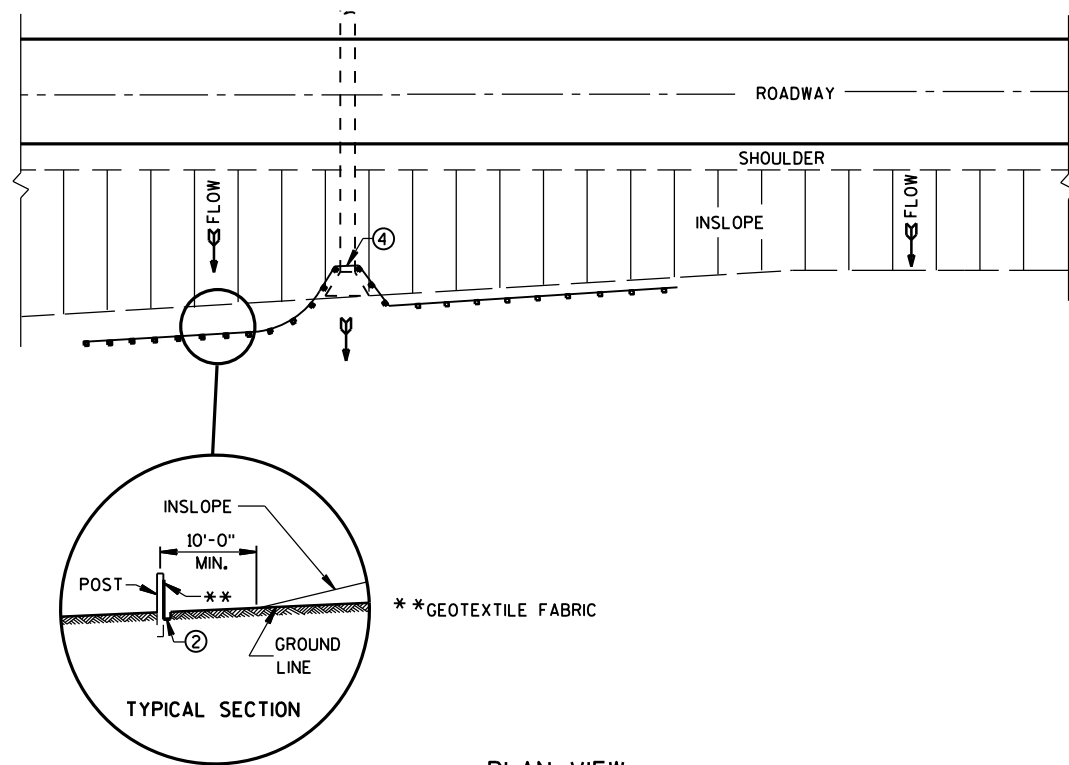 ROADWAY
SHOULDER
FLOW
INSLOPE
FLOW
4
INSLOPE
10'-0"
MIN.
POST
**
**GEOTEXTILE FABRIC
2
GROUND
LINE
TYPICAL SECTION
PLAN VIEW